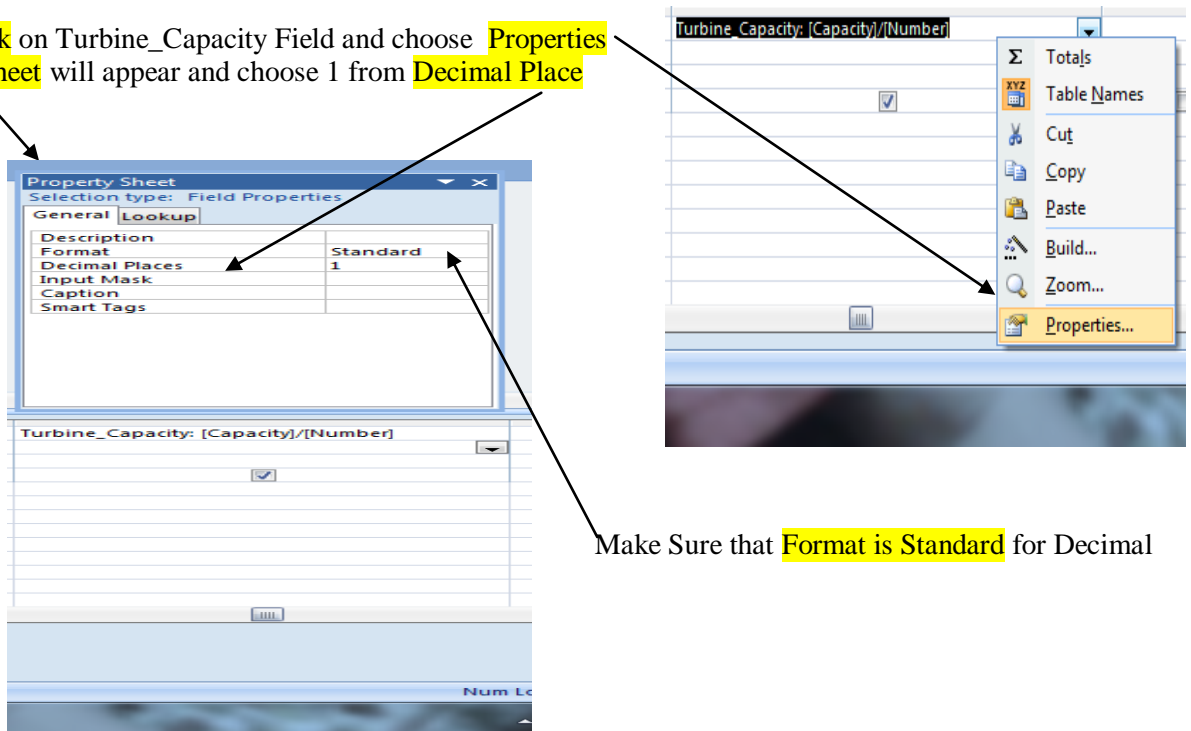 k on Turbine_Capacity Field and choose Properties
heet will appear and choose 1 from Decimal Place
Turbine_Capacity: [Capacity]/[Number]
Σ Totals
XYZ Table Names
Cut
Copy
Paste
Build...
Zoom...
Properties...
Property Sheet
Selection type: Field Properties
General Lookup
Description
Format Standard
Decimal Places 1
Input Mask
Caption
Smart Tags
Turbine_Capacity: [Capacity]/[Number]
Make Sure that Format is Standard for Decimal
Num Lo